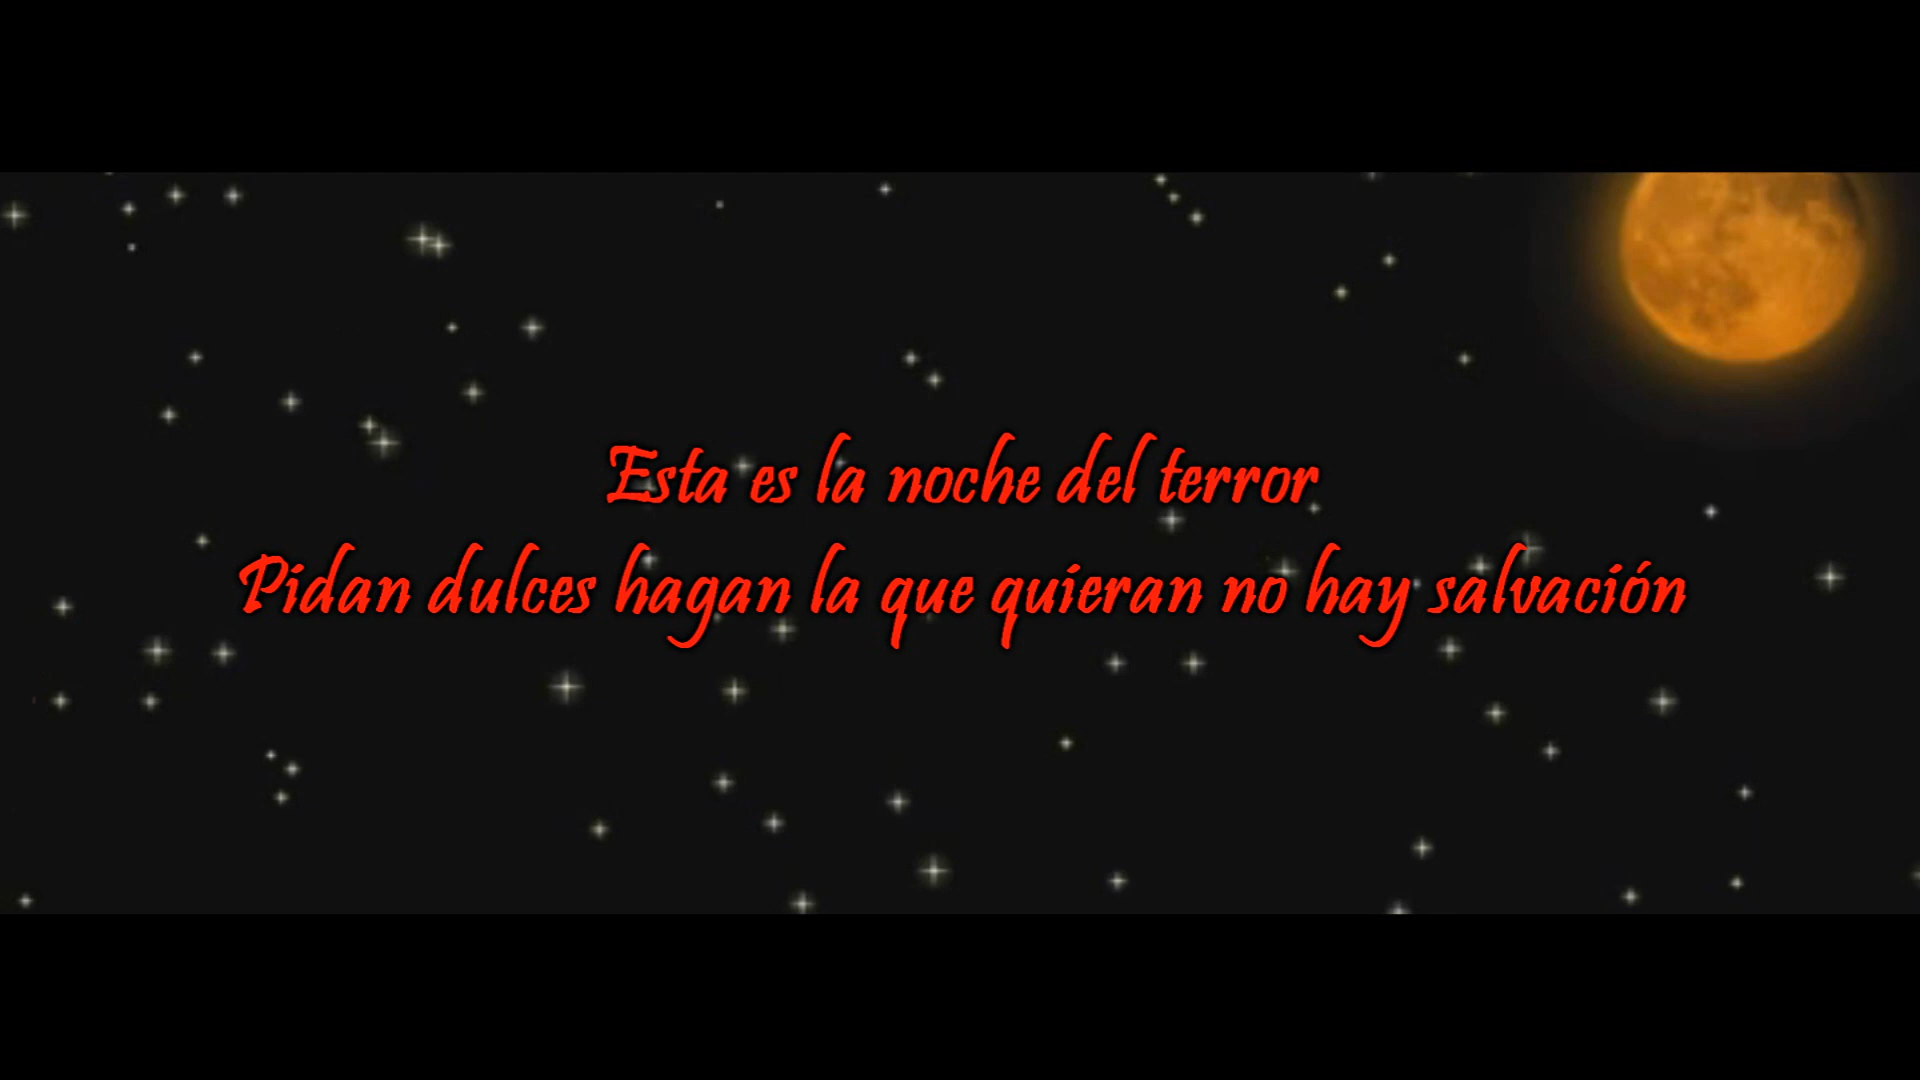 Esta es la noche del terror
Pidan dulces hagan la que quieran no hay salvación